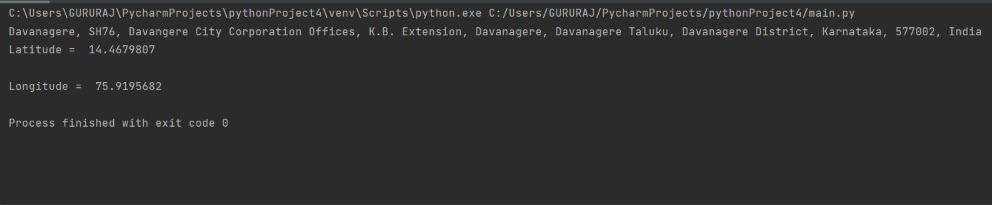 C:\Users\GURURAJ\PycharmProjects\pythonProject4\venv\Scripts\python.exe C:/Users/GURURAJ/PycharmProjects/pythonProject4/main.py
Davanagere, SH76, Davangere City Corporation Offices, K.B. Extension, Davanagere, Davanagere Taluku, Davanagere District, Karnataka, 577002, India
Latitude =  14.4679807
Longitude =  75.9195682
Process finished with exit code 0